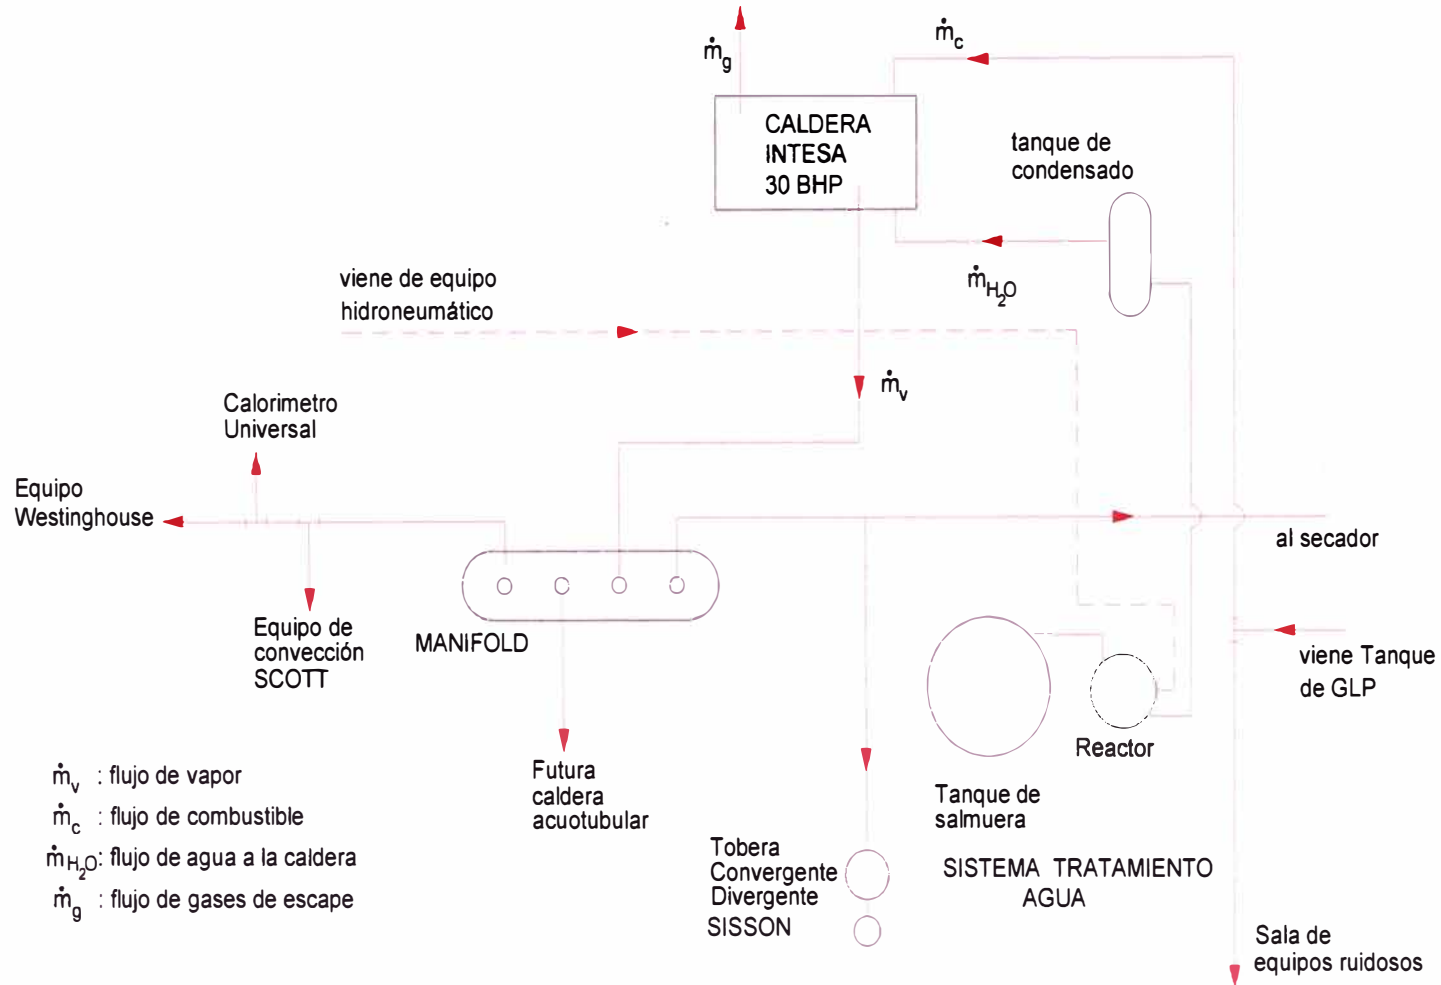 ṁg
ṁc
CALDERA
INTESA
30 BHP
tanque de
condensado
ṁH2O
viene de equipo
hidroneumático
ṁv
Calorimetro
Universal
Equipo
Westinghouse
al secador
Equipo de
convección
SCOTT
MANIFOLD
viene Tanque
de GLP
Reactor
Futura
caldera
acuotubular
Tanque de
salmuera
Tobera
Convergente
Divergente
SISSON
SISTEMA TRATAMIENTO
AGUA
Sala de
equipos ruidosos
ṁv : flujo de vapor
ṁc : flujo de combustible
ṁH2O: flujo de agua a la caldera
ṁg : flujo de gases de escape